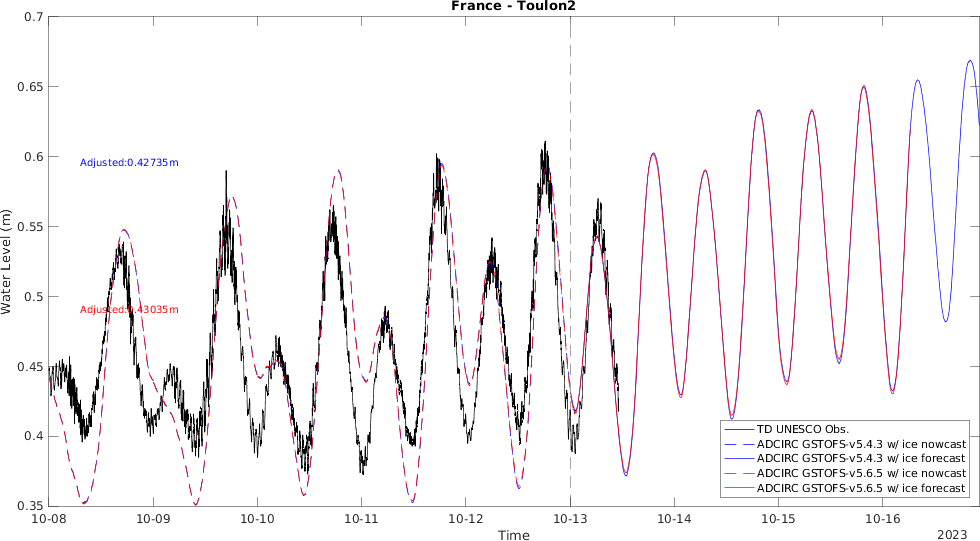 France - Toulon2
0.7
0.65
0.6
0.55
0.5
0.45
0.4
0.35
Water Level (m)
Adjusted:0.42735m
Adjusted:0.43035m
TD UNESCO Obs.
ADCIRC GSTOFS-v5.4.3 w/ ice nowcast
ADCIRC GSTOFS-v5.4.3 w/ ice forecast
ADCIRC GSTOFS-v5.6.5 w/ ice nowcast
ADCIRC GSTOFS-v5.6.5 w/ ice forecast
10-08 10-09 10-10 10-11 10-12 10-13 10-14 10-15 10-16
Time
2023